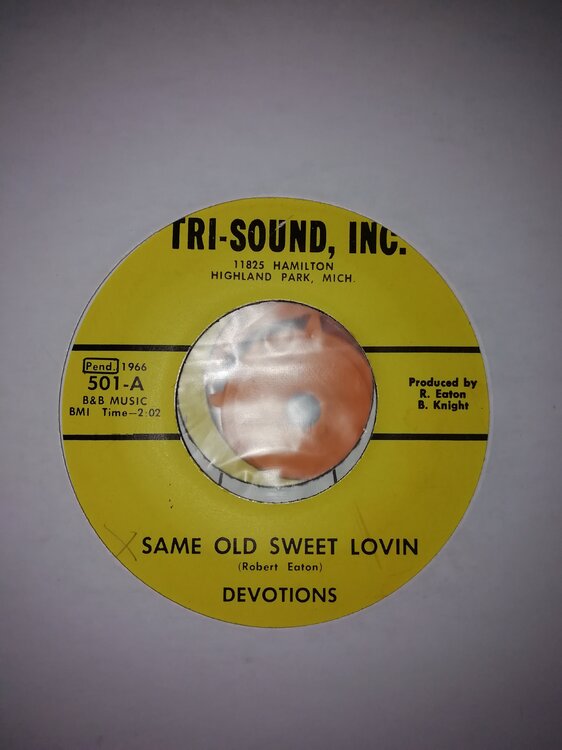 TRI-SOUND, INC.
11825 HAMILTON
HIGHLAND PARK, MICH.
Pend. 1966
501-A
B&B MUSIC
BMI Time—2:02
Produced by
R. Eaton
B. Knight
SAME OLD SWEET LOVIN
(Robert Eaton)
DEVOTIONS